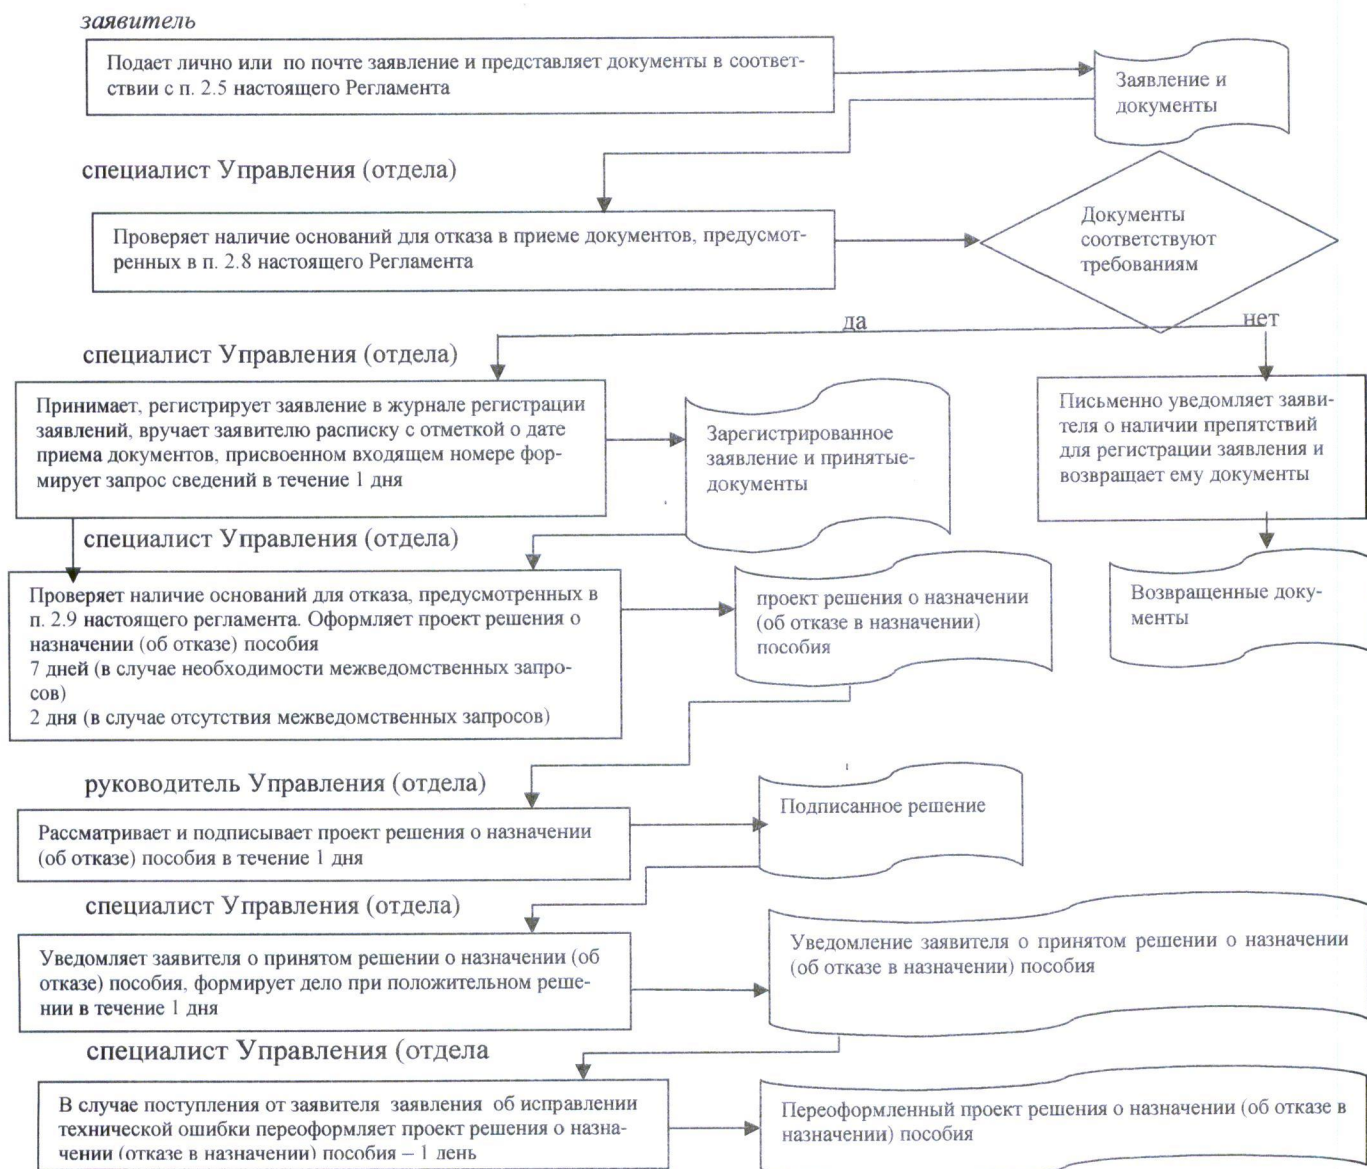 заявитель
Подает лично или по почте заявление и представляет документы в соответ-
ствии с п. 2.5 настоящего Регламента
Заявление и
документы
специалист Управления (отдела)
Проверяет наличие оснований для отказа в приеме документов, предусмот-
ренных в п. 2.8 настоящего Регламента
Документы
соответствуют
требованиям
да
нет
специалист Управления (отдела)
Принимает, регистрирует заявление в журнале регистрации
заявлений, вручает заявителю расписку с отметкой о дате
приема документов, присвоенном входящем номере фор-
мирует запрос сведений в течение 1 дня
Зарегистрированное
заявление и принятые-
документы
Письменно уведомляет заяви-
теля о наличии препятствий
для регистрации заявления и
возвращает ему документы
специалист Управления (отдела)
Проверяет наличие оснований для отказа, предусмотренных в
п. 2.9 настоящего регламента. Оформляет проект решения о
назначении (об отказе) пособия
7 дней (в случае необходимости межведомственных запро-
сов)
2 дня (в случае отсутствия межведомственных запросов)
проект решения о назначении
(об отказе в назначении)
пособия
Возвращенные доку-
менты
руководитель Управления (отдела)
Рассматривает и подписывает проект решения о назначении
(об отказе) пособия в течение 1 дня
Подписанное решение
специалист Управления (отдела)
Уведомляет заявителя о принятом решении о назначении (об
отказе) пособия, формирует дело при положительном реше-
нии в течение 1 дня
Уведомление заявителя о принятом решении о назначении
(об отказе в назначении) пособия
специалист Управления (отдела
В случае поступления от заявителя заявления об исправлении
технической ошибки переоформляет проект решения о назна-
чении (отказе в назначении) пособия – 1 день
Переоформленный проект решения о назначении (об отказе в
назначении) пособия